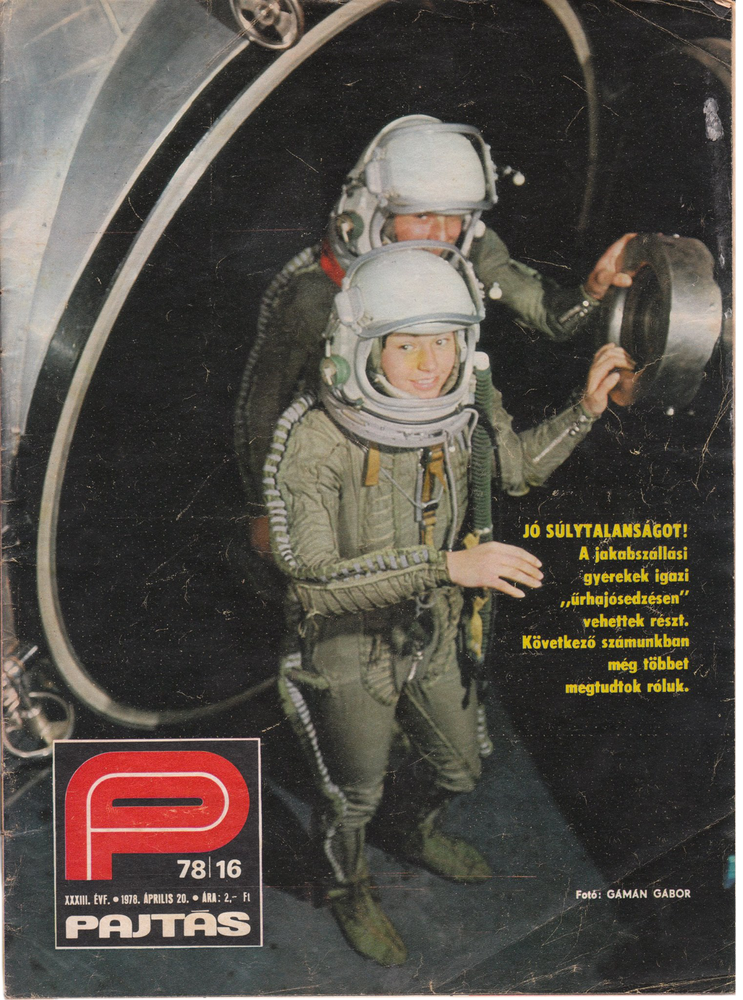 JÓ SÚLYTALANSÁGOT!
A jakabszállási
gyerekek igazi
„űrhajósedzésen”
vehettek részt.
Következő számunkban
még többet
megtudtok róluk.
P
78|16
XXXIII. ÉVF. • 1978. ÁPRILIS 20. • ÁRA: 2,- Ft
PAJTÁS
Fotó: GÁMÁN GÁBOR